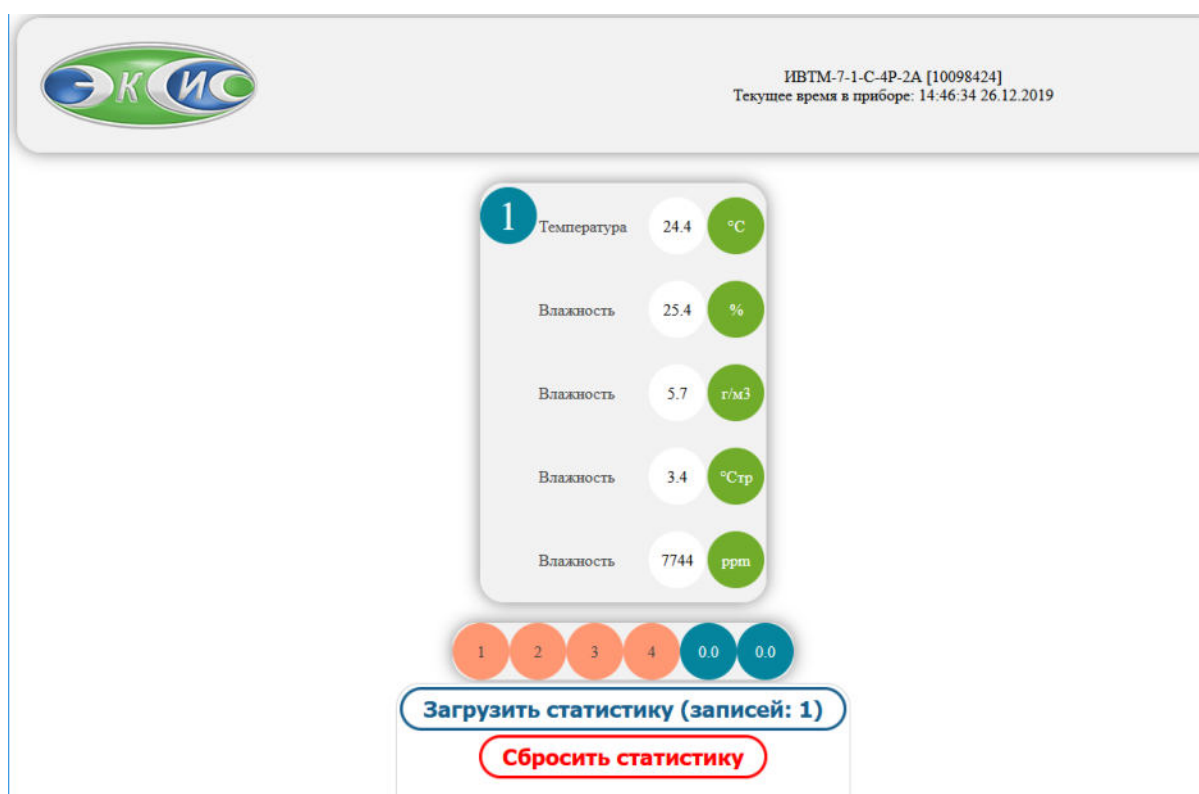 ЭКИС
ИВТМ-7-1-С-4Р-2А [10098424]
Текущее время в приборе: 14:46:34 26.12.2019
1 Температура 24.4 °C
Влажность 25.4 %
Влажность 5.7 г/м3
Влажность 3.4 °Стр
Влажность 7744 ppm
1 2 3 4 0.0 0.0
Загрузить статистику (записей: 1)
Сбросить статистику